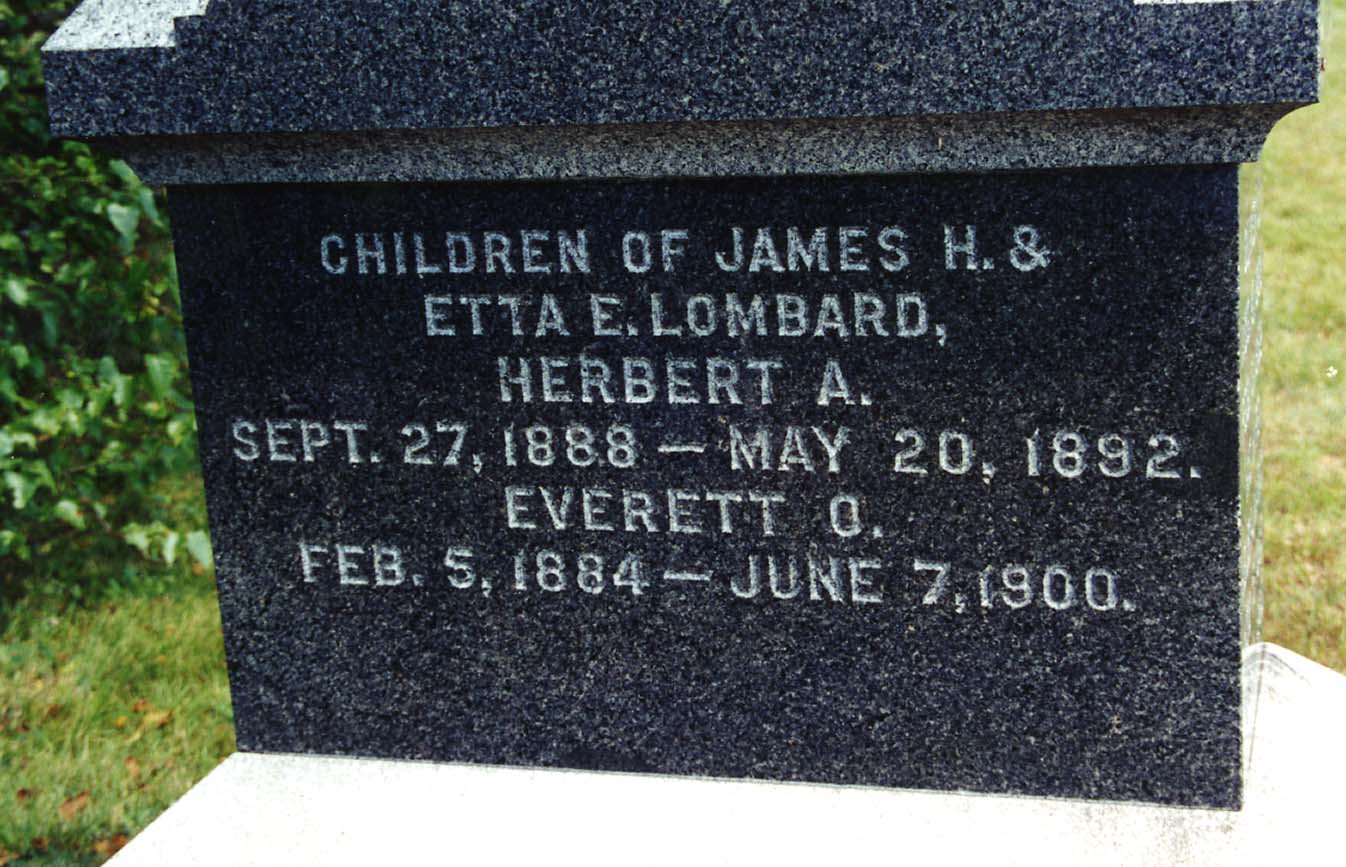 CHILDREN OF JAMES H. &
ETTA E. LOMBARD,
HERBERT A.
SEPT. 27, 1888 — MAY 20, 1892.
EVERETT O.
FEB. 5, 1884 — JUNE 7, 1900.